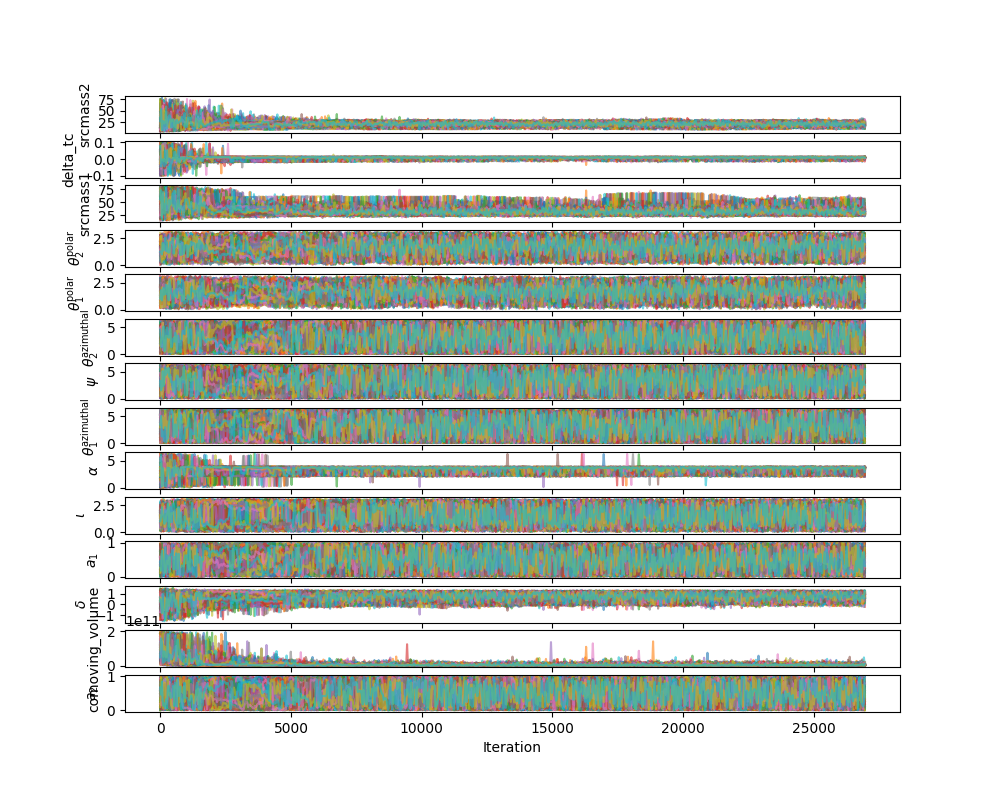 srcmass2
75
50
25
delta_tc
0.1
0.0
−0.1
srcmass1
75
50
25
θ₂^polar
2.5
0.0
θ₁^polar
2.5
0.0
θ₂^azimuthal
5
0
ψ
5
0
θ₁^azimuthal
5
0
α
5
0
ι
2.5
0.0
a₁
1
0
δ
1
0
−1
comoving_volume
1e11
2
0
1
0
0 5000 10000 15000 20000 25000
Iteration